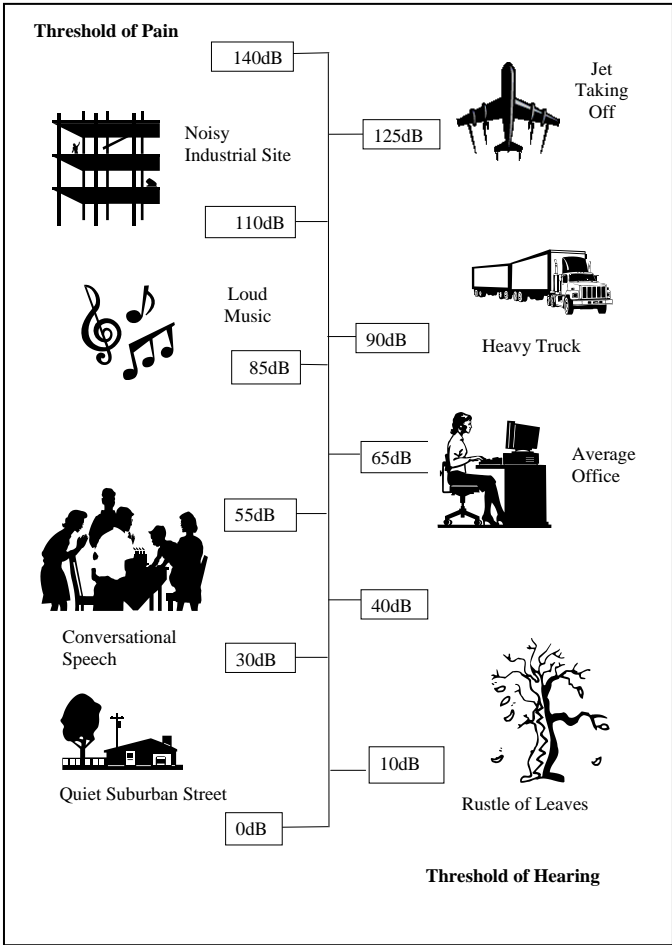 Threshold of Pain
140dB
Jet
Taking
Off
125dB
Noisy
Industrial Site
110dB
Loud
Music
90dB
Heavy Truck
85dB
65dB
Average
Office
55dB
40dB
Conversational
Speech
30dB
10dB
Quiet Suburban Street
Rustle of Leaves
0dB
Threshold of Hearing